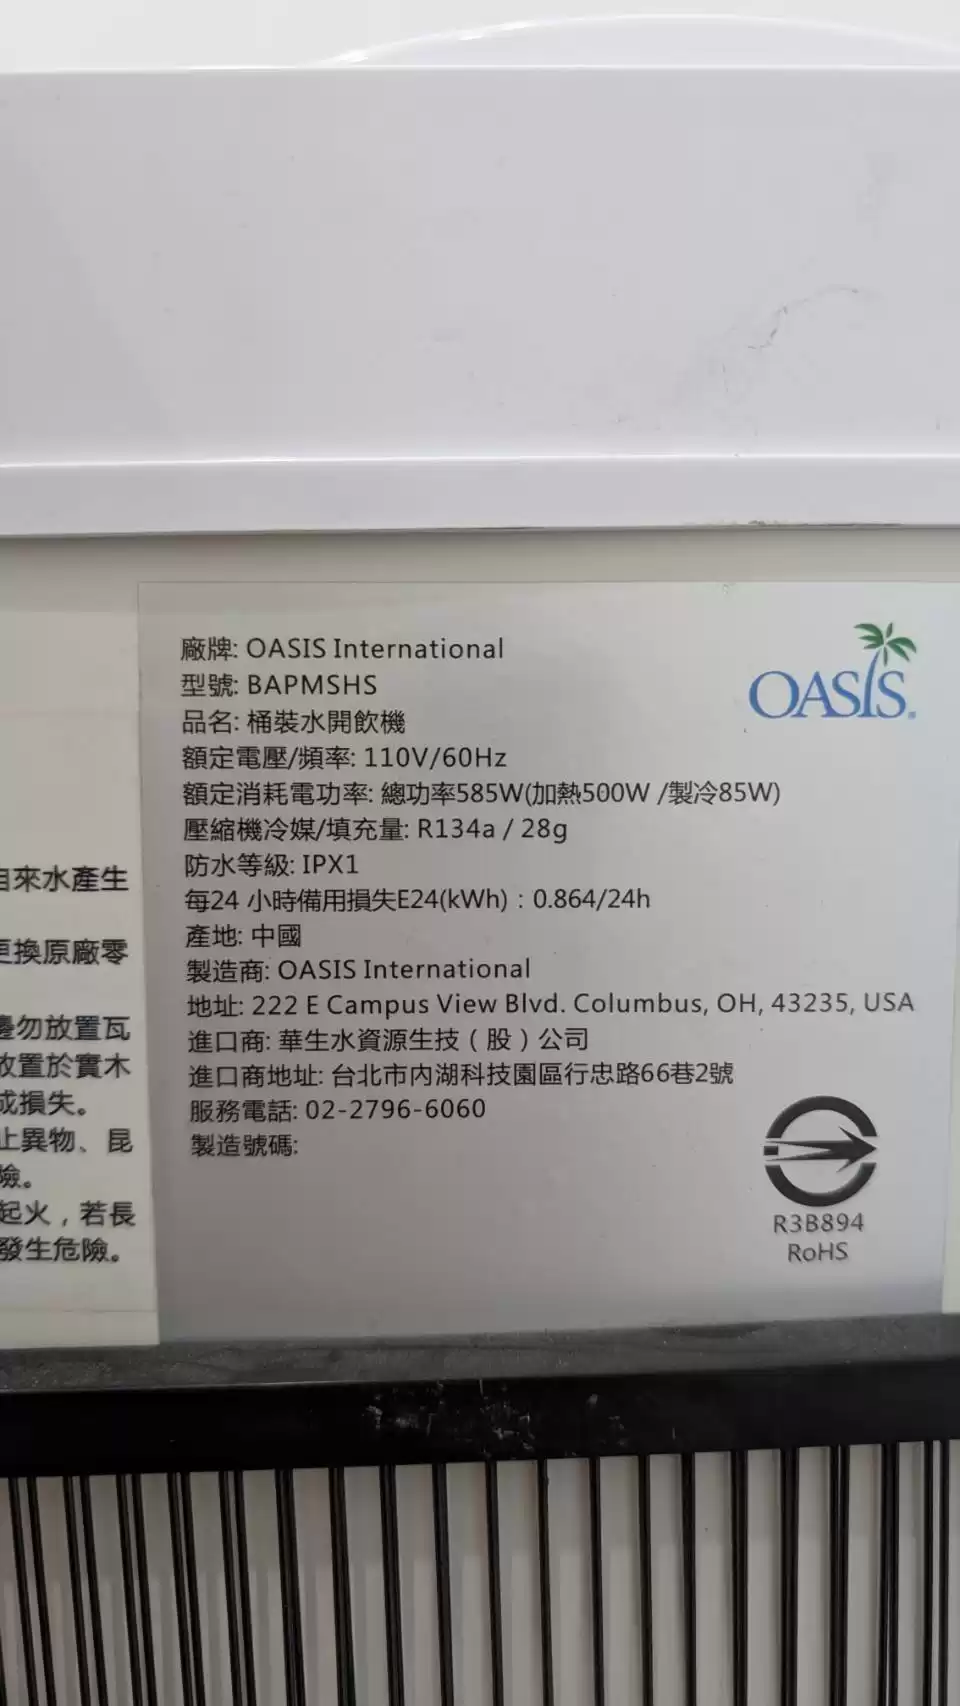 廠牌: OASIS International
型號: BAPMSHS
品名: 桶裝水開飲機
額定電壓/頻率: 110V/60Hz
額定消耗電功率: 總功率585W(加熱500W /製冷85W)
壓縮機冷媒/填充量: R134a / 28g
防水等級: IPX1
每24 小時備用損失E24(kWh) : 0.864/24h
產地: 中國
製造商: OASIS International
地址: 222 E Campus View Blvd. Columbus, OH, 43235, USA
進口商: 華生水資源生技 ( 股 ) 公司
進口商地址: 台北市內湖科技園區行忠路66巷2號
服務電話: 02-2796-6060
製造號碼:
OASIS®
R3B894
RoHS
自來水產生
更換原廠零
邊勿放置瓦
放置於實木
成損失。
止異物、昆
險。
起火，若長
發生危險。